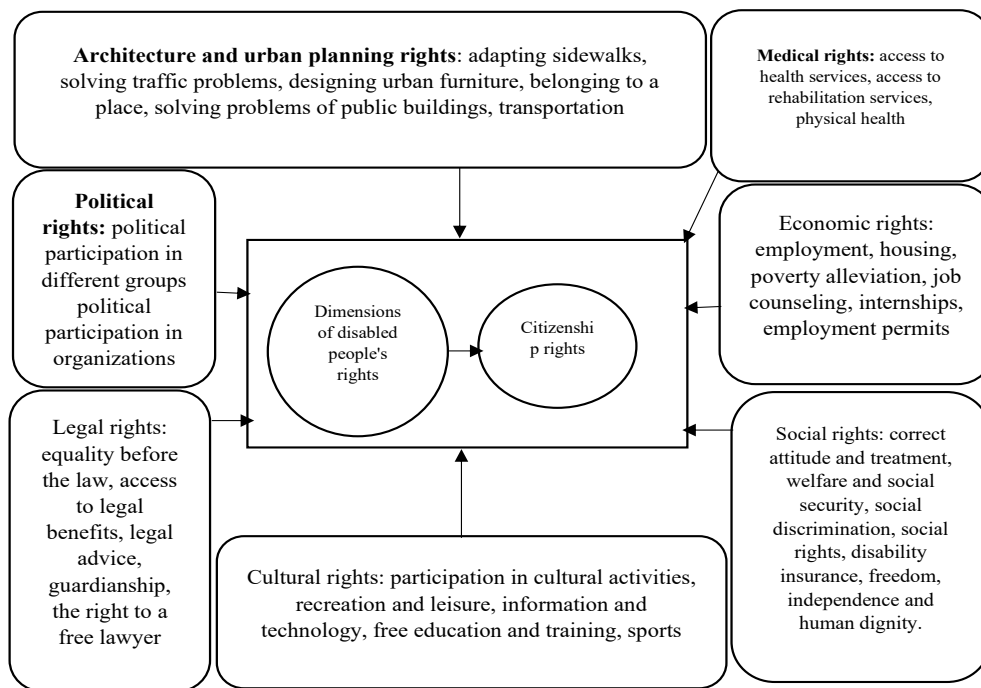 Architecture and urban planning rights: adapting sidewalks,
solving traffic problems, designing urban furniture, belonging to a
place, solving problems of public buildings, transportation
Medical rights: access to
health services, access to
rehabilitation services,
physical health
Political
rights: political
participation in
different groups
political
participation in
organizations
Dimensions
of disabled
people's
rights
Citizenshi
p rights
Economic rights:
employment, housing,
poverty alleviation, job
counseling, internships,
employment permits
Legal rights:
equality before
the law, access
to legal
benefits, legal
advice,
guardianship,
the right to a
free lawyer
Cultural rights: participation in cultural activities,
recreation and leisure, information and
technology, free education and training, sports
Social rights: correct
attitude and treatment,
welfare and social
security, social
discrimination, social
rights, disability
insurance, freedom,
independence and
human dignity.